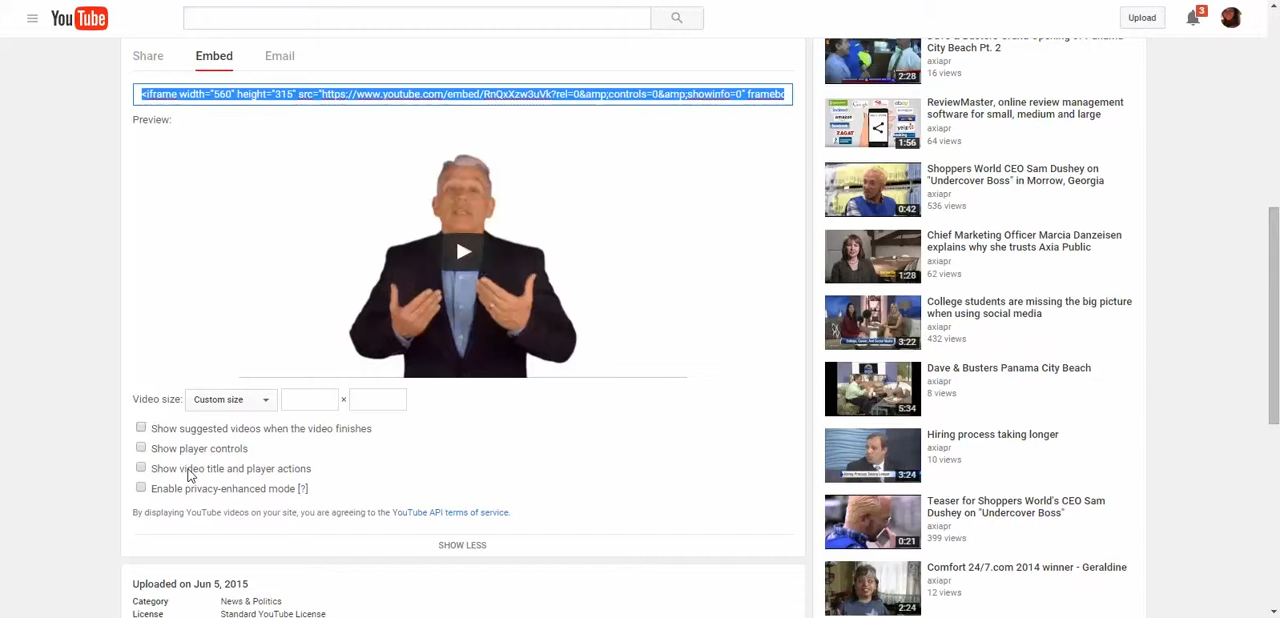 YouTube
Upload
3
Share
Embed
Email
<iframe width="560" height="315" src="https://www.youtube.com/embed/RnQxXzw3uVk?rel=0&amp;controls=0&amp;showinfo=0" framebo
Preview:
Video size:
Custom size
×
Show suggested videos when the video finishes
Show player controls
Show video title and player actions
Enable privacy-enhanced mode [?]
By displaying YouTube videos on your site, you are agreeing to the YouTube API terms of service.
SHOW LESS
Uploaded on Jun 5, 2015
Category
News & Politics
License
Standard YouTube License
City Beach Pt. 2
axiapr
16 views
2:28
ReviewMaster, online review management
software for small, medium and large
axiapr
64 views
1:56
Shoppers World CEO Sam Dushey on
"Undercover Boss" in Morrow, Georgia
axiapr
536 views
0:42
Chief Marketing Officer Marcia Danzeisen
explains why she trusts Axia Public
axiapr
62 views
1:28
College students are missing the big picture
when using social media
axiapr
432 views
3:22
Dave & Busters Panama City Beach
axiapr
8 views
5:34
Hiring process taking longer
axiapr
10 views
3:24
Teaser for Shoppers World's CEO Sam
Dushey on "Undercover Boss"
axiapr
399 views
0:21
Comfort 24/7.com 2014 winner - Geraldine
axiapr
12 views
2:24